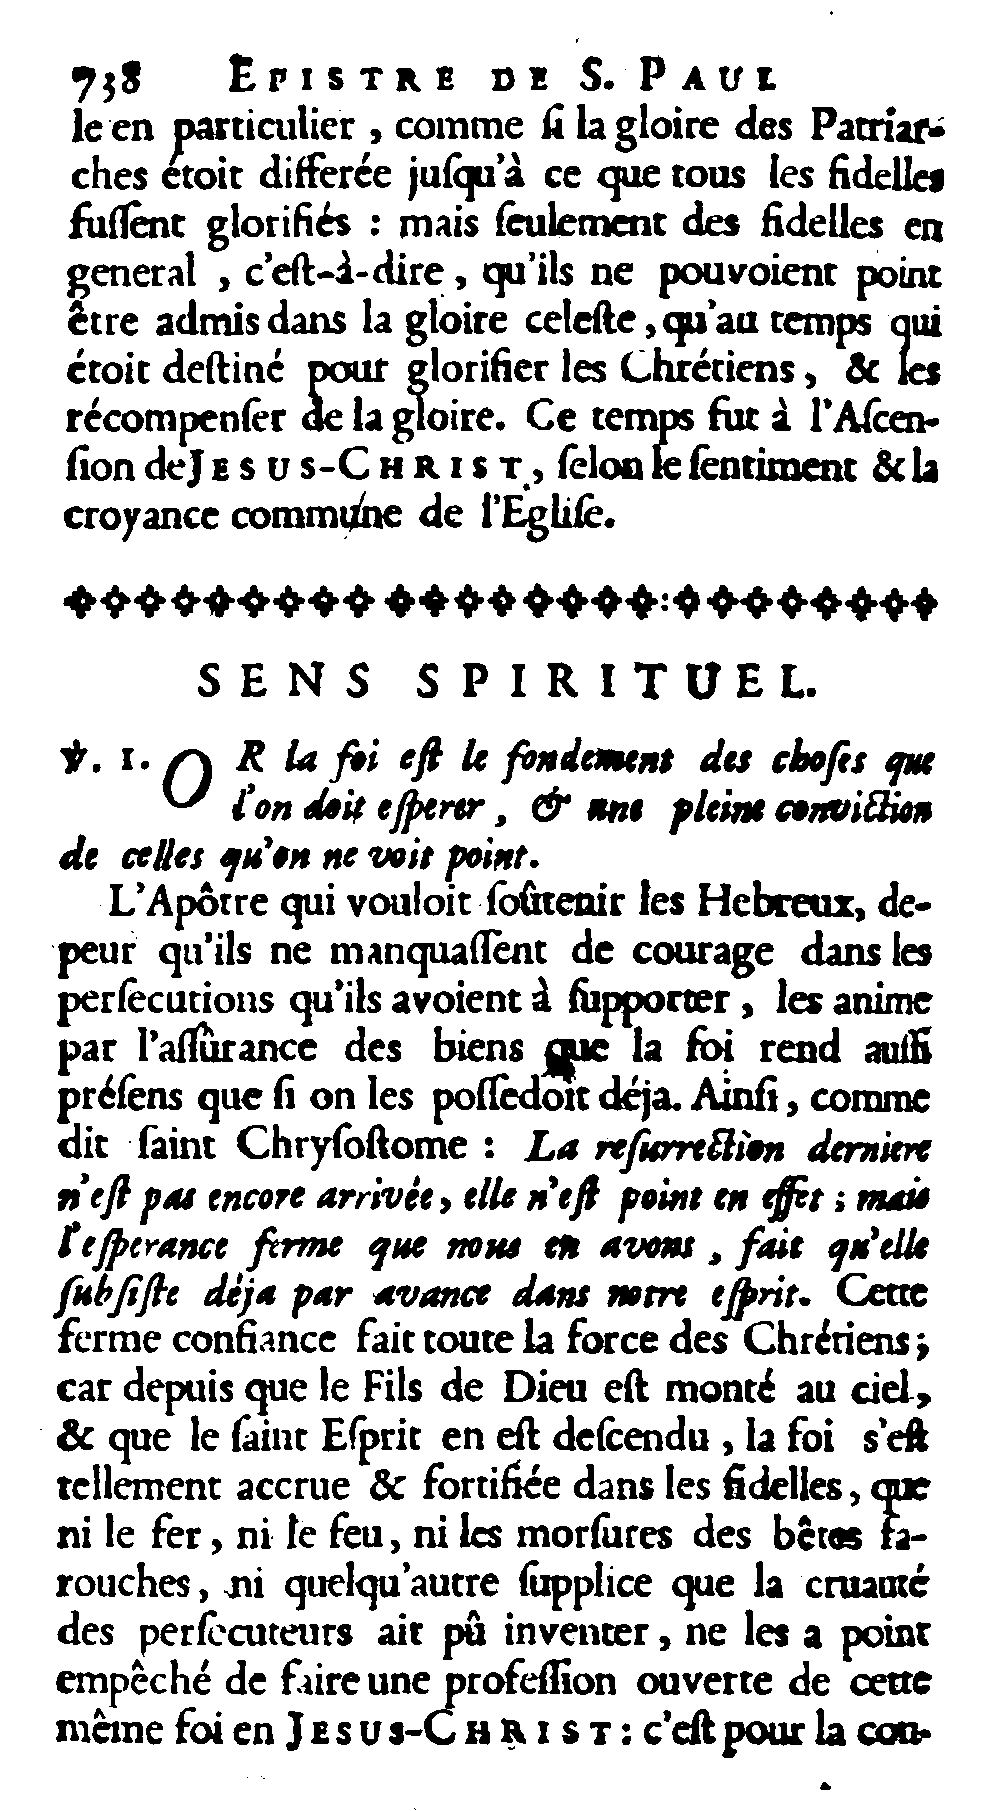 738 EPISTRE DE S. PAUL
le en particulier, comme ſi la gloire des Patriar-
ches étoit differée juſqu'à ce que tous les fidelles
fuſſent glorifiés : mais ſeulement des fidelles en
general, c'eſt-à-dire, qu'ils ne pouvoient point
être admis dans la gloire celeſte, qu'au temps qui
étoit deſtiné pour glorifier les Chrétiens, & les
récompenſer de la gloire. Ce temps fut à l'Aſcen-
ſion de JESUS-CHRIST, ſelon le ſentiment & la
croyance commune de l'Egliſe.
SENS SPIRITUEL.
℣. 1. OR la foi eſt le fondement des choſes que
l'on doit eſperer, & une pleine conviction
de celles qu'on ne voit point.
L'Apôtre qui vouloit ſoûtenir les Hebreux, de-
peur qu'ils ne manquaſſent de courage dans les
perſecutions qu'ils avoient à ſupporter, les anime
par l'aſſûrance des biens que la foi rend auſſi
préſens que ſi on les poſſedoit déja. Ainſi, comme
dit ſaint Chryſoſtome : La reſurrection derniere
n'eſt pas encore arrivée, elle n'eſt point en effet ; mais
l'eſperance ferme que nous en avons, fait qu'elle
ſubſiſte déja par avance dans notre eſprit. Cette
ferme confiance fait toute la force des Chrétiens ;
car depuis que le Fils de Dieu eſt monté au ciel,
& que le ſaint Eſprit en eſt deſcendu, la foi s'eſt
tellement accrue & fortifiée dans les fidelles, que
ni le fer, ni le feu, ni les morſures des bêtes fa-
rouches, ni quelqu'autre ſupplice que la cruauté
des perſecuteurs ait pû inventer, ne les a point
empêché de faire une profeſſion ouverte de cette
même foi en JESUS-CHRIST : c'eſt pour la con-